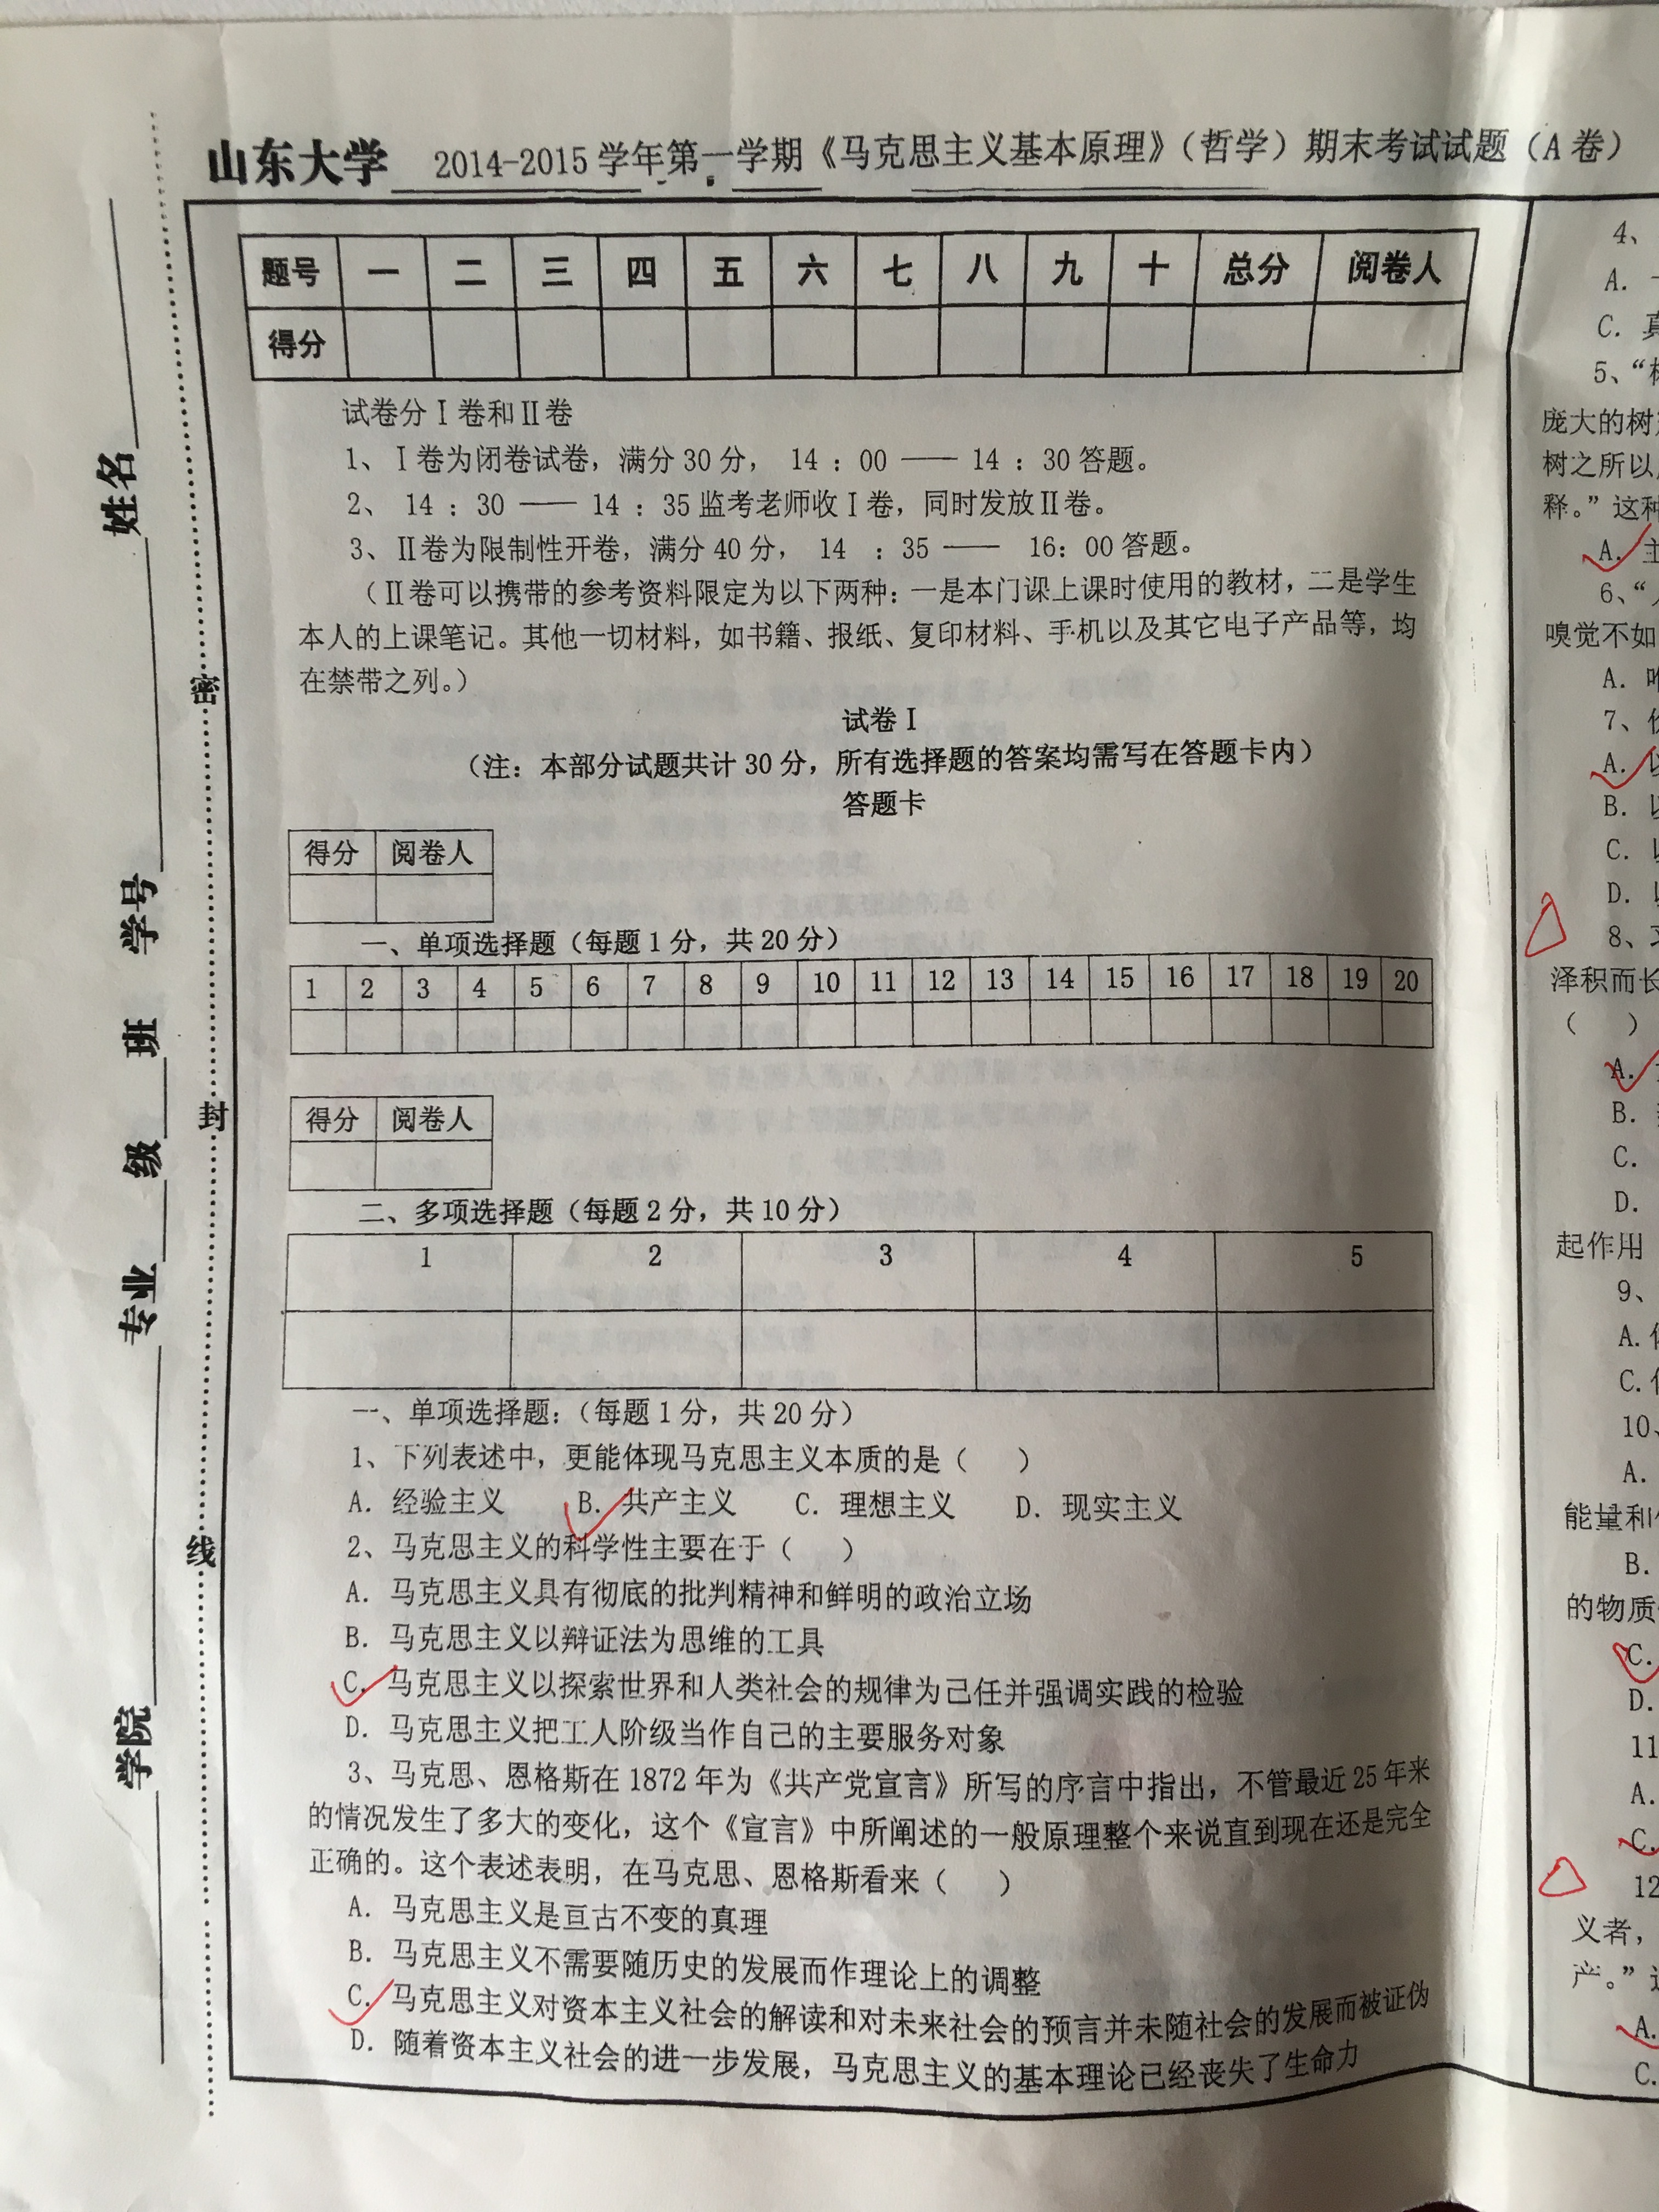 山东大学 2014-2015 学年第一学期《马克思主义基本原理》（哲学）期末考试试题（A 卷）
题号 一 二 三 四 五 六 七 八 九 十 总分 阅卷人
得分
试卷分Ⅰ卷和Ⅱ卷
1、Ⅰ卷为闭卷试卷，满分 30 分， 14 ：00 —— 14 ：30 答题。
2、 14 ：30 —— 14 ：35 监考老师收Ⅰ卷，同时发放Ⅱ卷。
3、Ⅱ卷为限制性开卷，满分 40 分， 14 ：35 —— 16：00 答题。
（Ⅱ卷可以携带的参考资料限定为以下两种：一是本门课上课时使用的教材，二是学生
本人的上课笔记。其他一切材料，如书籍、报纸、复印材料、手机以及其它电子产品等，均
在禁带之列。）
试卷Ⅰ
（注：本部分试题共计 30 分，所有选择题的答案均需写在答题卡内）
答题卡
得分 阅卷人
一、单项选择题（每题 1 分，共 20 分）
1 2 3 4 5 6 7 8 9 10 11 12 13 14 15 16 17 18 19 20
得分 阅卷人
二、多项选择题（每题 2 分，共 10 分）
1 2 3 4 5
一、单项选择题：（每题 1 分，共 20 分）
1、下列表述中，更能体现马克思主义本质的是（ ）
A. 经验主义 B. 共产主义 C. 理想主义 D. 现实主义
2、马克思主义的科学性主要在于（ ）
A. 马克思主义具有彻底的批判精神和鲜明的政治立场
B. 马克思主义以辩证法为思维的工具
C. 马克思主义以探索世界和人类社会的规律为己任并强调实践的检验
D. 马克思主义把工人阶级当作自己的主要服务对象
3、马克思、恩格斯在 1872 年为《共产党宣言》所写的序言中指出，不管最近 25 年来
的情况发生了多大的变化，这个《宣言》中所阐述的一般原理整个来说直到现在还是完全
正确的。这个表述表明，在马克思、恩格斯看来（ ）
A. 马克思主义是亘古不变的真理
B. 马克思主义不需要随历史的发展而作理论上的调整
C. 马克思主义对资本主义社会的解读和对未来社会的预言并未随社会的发展而被证伪
D. 随着资本主义社会的进一步发展，马克思主义的基本理论已经丧失了生命力
学院 专业 级 班 学号 姓名
密
封
线
4、
A.
C.
5、“
庞大的树
树之所以
释。”这种
A.
6、“
嗅觉不如
A.
7、
A.
B.
C.
D.
8、
泽积而长
（ ）
A.
B.
C.
D.
起作用
9、
A.
C.
10、
A.
能量和
B.
的物质
C.
D.
11
A.
C.
12
义者，
产。”
A.
C.